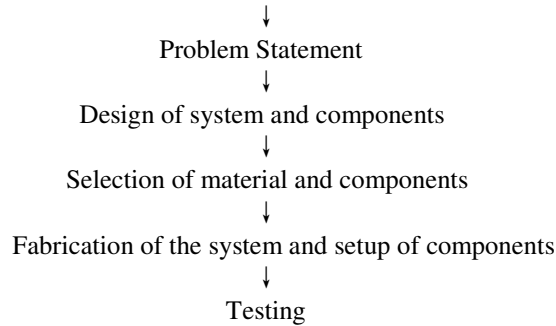 Problem Statement
Design of system and components
Selection of material and components
Fabrication of the system and setup of components
Testing